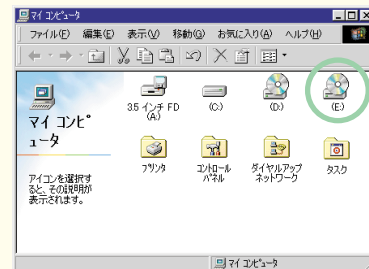 マイ コンピュータ
ファイル(F) 編集(E) 表示(V) 移動(G) お気に入り(A) ヘルプ(H)
マイ コンピ
ュータ
アイコンを選択す
ると、その説明が
表示されます。
3.5 インチ FD
(A:)
(C:)
(D:)
(E:)
プリンタ
コントロール
パネル
ダイヤルアップ
ネットワーク
タスク
マイ コンピュータ